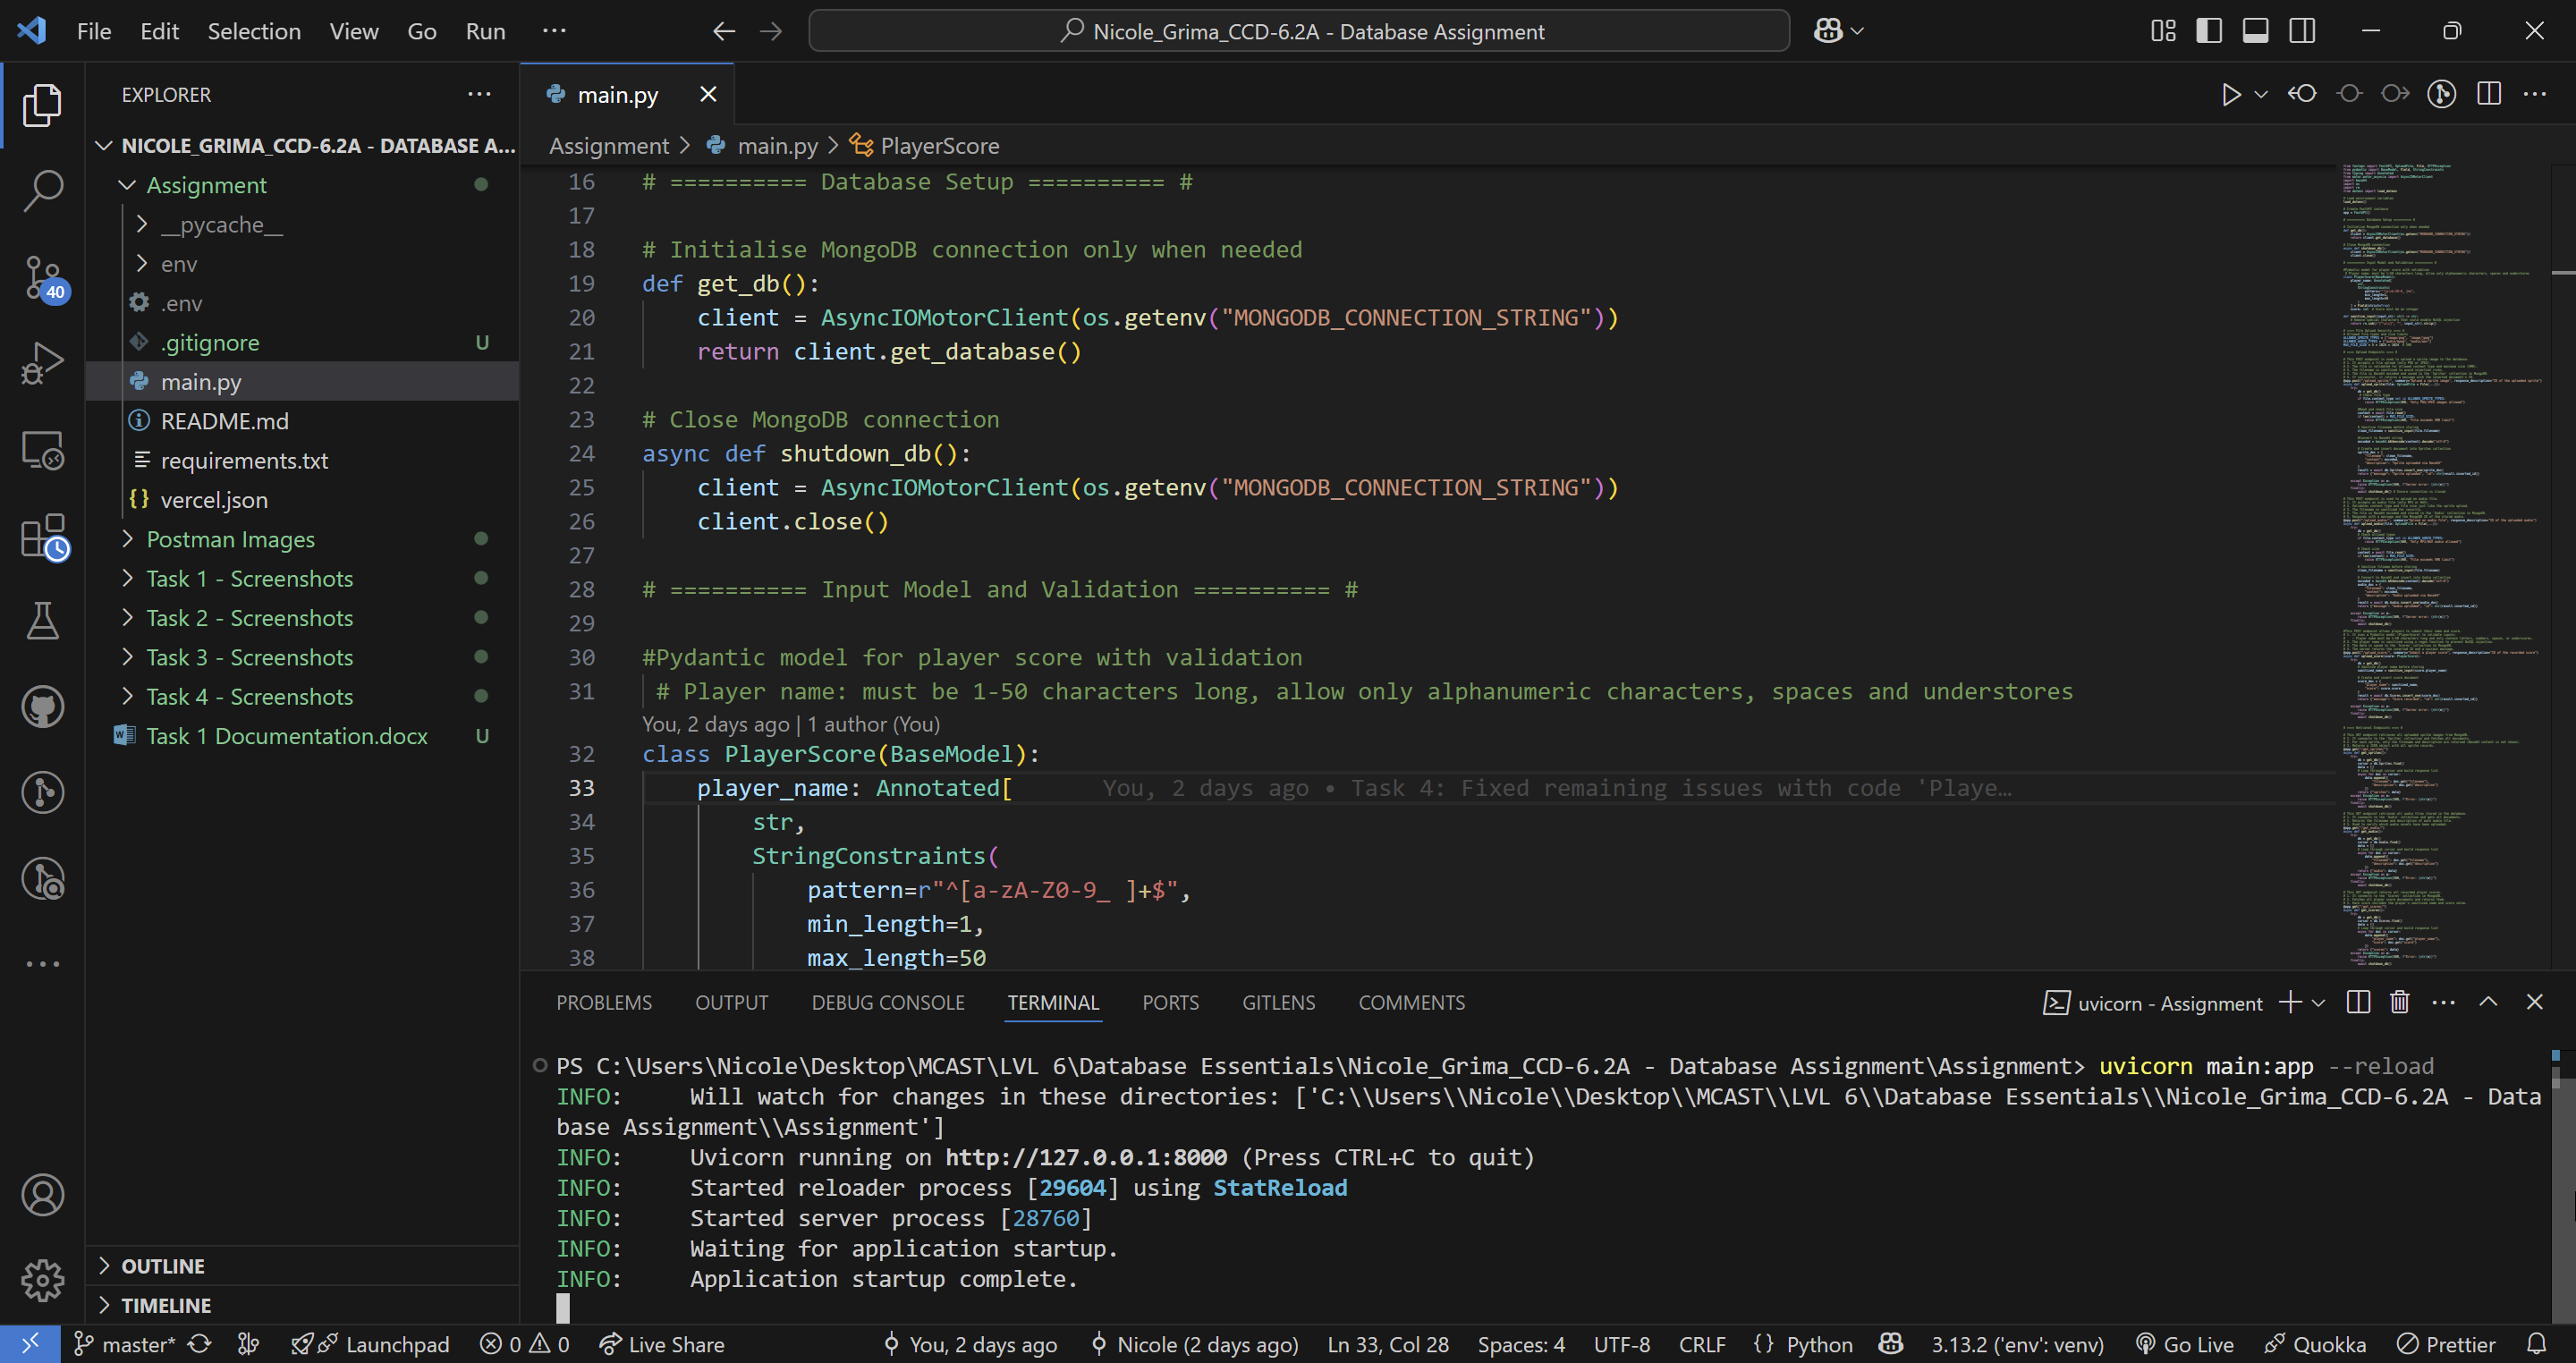 File Edit Selection View Go Run ···
Nicole_Grima_CCD-6.2A - Database Assignment
EXPLORER
NICOLE_GRIMA_CCD-6.2A - DATABASE A...
Assignment
__pycache__
env
.env
.gitignore U
main.py
README.md
requirements.txt
{} vercel.json
Postman Images
Task 1 - Screenshots
Task 2 - Screenshots
Task 3 - Screenshots
Task 4 - Screenshots
Task 1 Documentation.docx U
OUTLINE
TIMELINE
40
main.py
Assignment > main.py > PlayerScore
16 # ========== Database Setup ========== #
17
18 # Initialise MongoDB connection only when needed
19 def get_db():
20 client = AsyncIOMotorClient(os.getenv("MONGODB_CONNECTION_STRING"))
21 return client.get_database()
22
23 # Close MongoDB connection
24 async def shutdown_db():
25 client = AsyncIOMotorClient(os.getenv("MONGODB_CONNECTION_STRING"))
26 client.close()
27
28 # ========== Input Model and Validation ========== #
29
30 #Pydantic model for player score with validation
31 # Player name: must be 1-50 characters long, allow only alphanumeric characters, spaces and understores
You, 2 days ago | 1 author (You)
32 class PlayerScore(BaseModel):
33 player_name: Annotated[ You, 2 days ago • Task 4: Fixed remaining issues with code 'Playe…
34 str,
35 StringConstraints(
36 pattern=r"^[a-zA-Z0-9_ ]+$",
37 min_length=1,
38 max_length=50
PROBLEMS OUTPUT DEBUG CONSOLE TERMINAL PORTS GITLENS COMMENTS
uvicorn - Assignment
PS C:\Users\Nicole\Desktop\MCAST\LVL 6\Database Essentials\Nicole_Grima_CCD-6.2A - Database Assignment\Assignment> uvicorn main:app --reload
INFO: Will watch for changes in these directories: ['C:\\Users\\Nicole\\Desktop\\MCAST\\LVL 6\\Database Essentials\\Nicole_Grima_CCD-6.2A - Data
base Assignment\\Assignment']
INFO: Uvicorn running on http://127.0.0.1:8000 (Press CTRL+C to quit)
INFO: Started reloader process [29604] using StatReload
INFO: Started server process [28760]
INFO: Waiting for application startup.
INFO: Application startup complete.
master* Launchpad 0 0 Live Share You, 2 days ago Nicole (2 days ago) Ln 33, Col 28 Spaces: 4 UTF-8 CRLF {} Python 3.13.2 ('env': venv) Go Live Quokka Prettier